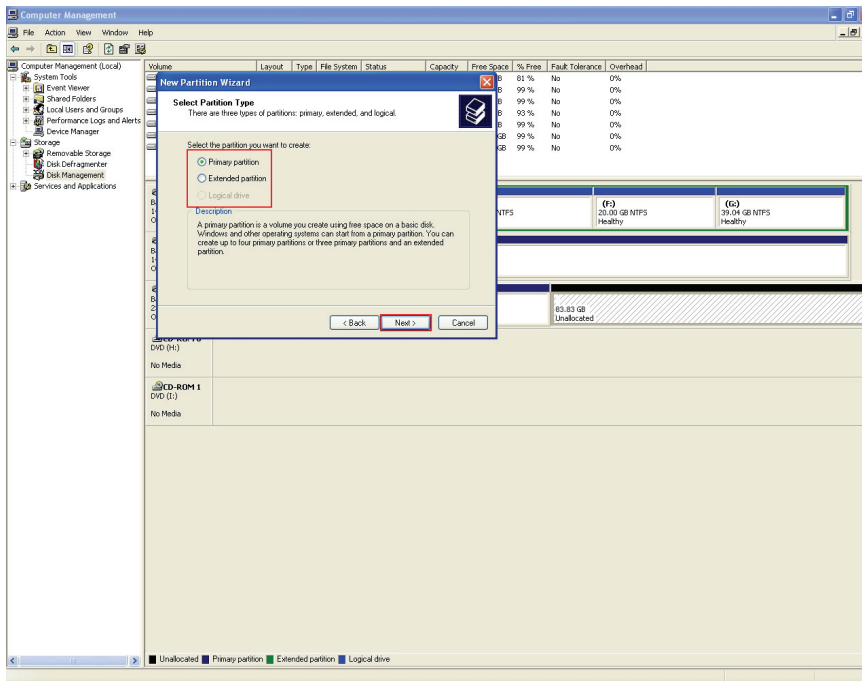 Computer Management
File Action View Window Help
Computer Management (Local)
System Tools
Event Viewer
Shared Folders
Local Users and Groups
Performance Logs and Alerts
Device Manager
Storage
Removable Storage
Disk Defragmenter
Disk Management
Services and Applications
Volume Layout Type File System Status Capacity Free Space % Free Fault Tolerance Overhead
B 81 % No 0%
B 99 % No 0%
B 99 % No 0%
B 93 % No 0%
B 99 % No 0%
GB 99 % No 0%
GB 99 % No 0%
New Partition Wizard
Select Partition Type
There are three types of partitions: primary, extended, and logical.
Select the partition you want to create:
Primary partition
Extended partition
Logical drive
Description
A primary partition is a volume you create using free space on a basic disk.
Windows and other operating systems can start from a primary partition. You can
create up to four primary partitions or three primary partitions and an extended
partition.
< Back Next > Cancel
NTFS
(F:)
20.00 GB NTFS
Healthy
(G:)
39.04 GB NTFS
Healthy
83.83 GB
Unallocated
DVD (H:)
No Media
CD-ROM 1
DVD (I:)
No Media
Unallocated Primary partition Extended partition Logical drive